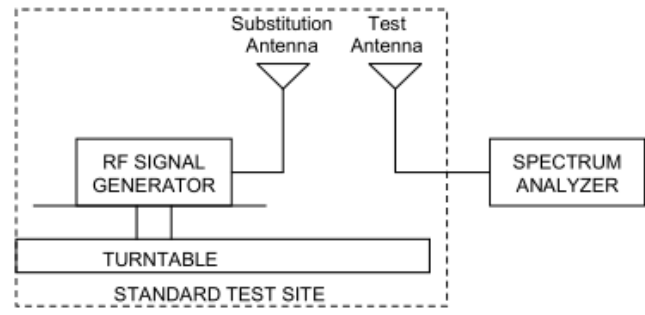 Substitution
Antenna
Test
Antenna
RF SIGNAL
GENERATOR
SPECTRUM
ANALYZER
TURNTABLE
STANDARD TEST SITE